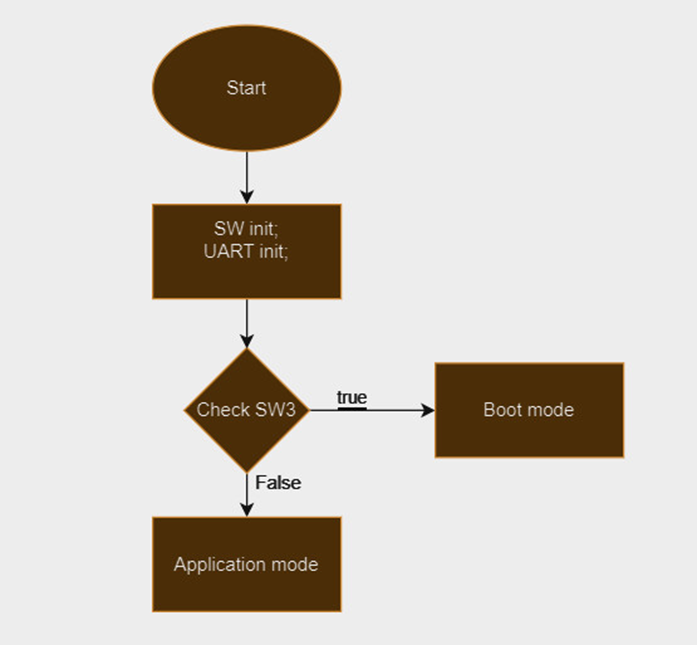 Start
SW init;
UART init;
Check SW3
true
Boot mode
False
Application mode